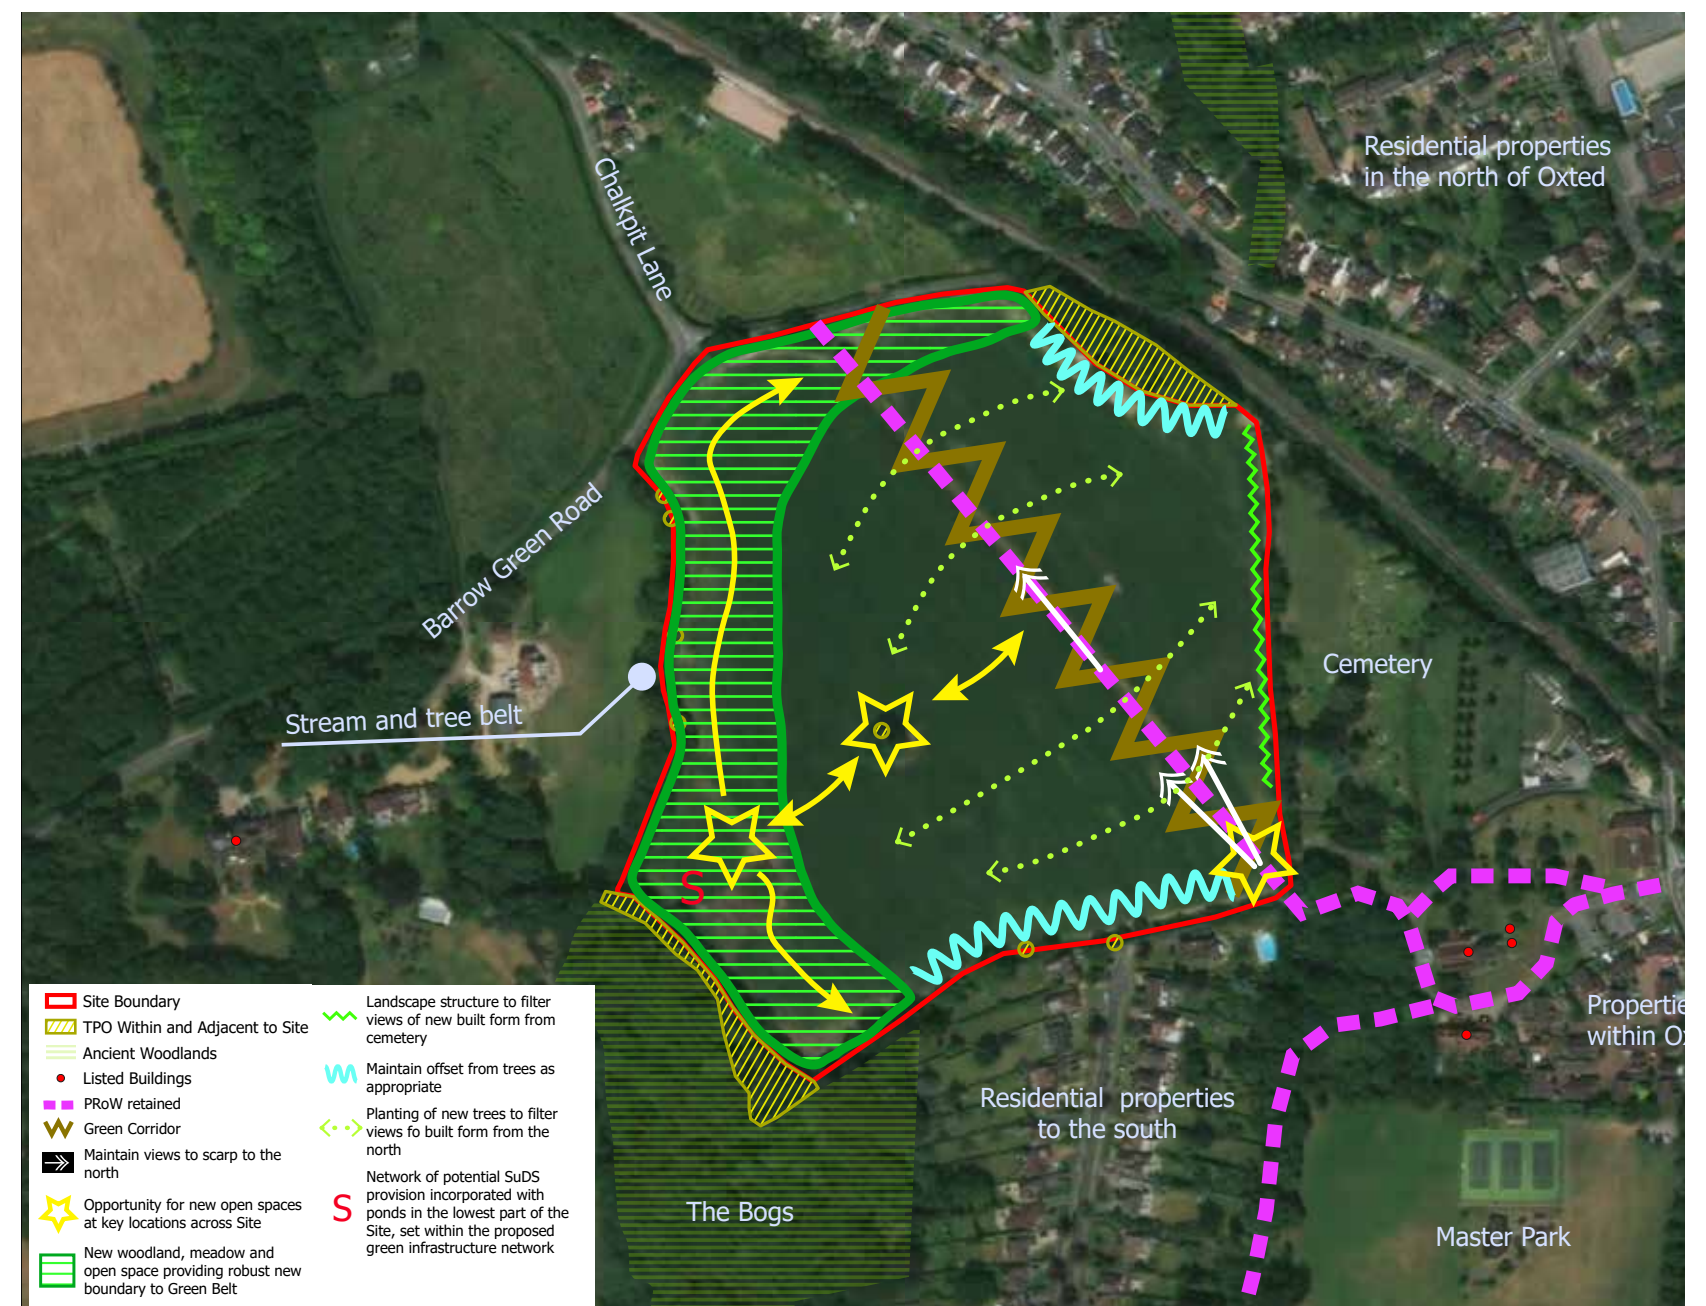 Residential properties
in the north of Oxted
Chalkpit Lane
Barrow Green Road
Cemetery
Stream and tree belt
Residential properties
to the south
within
The Bogs
Master Park
Site Boundary
TPO Within and Adjacent to Site
Ancient Woodlands
Listed Buildings
PRoW retained
Green Corridor
Maintain views to scarp to the
north
Opportunity for new open spaces
at key locations across Site
New woodland, meadow and
open space providing robust new
boundary to Green Belt
Landscape structure to filter
views of new built form from
cemetery
Maintain offset from trees as
appropriate
Planting of new trees to filter
views fo built form from the
north
S
S
Network of potential SuDS
provision incorporated with
ponds in the lowest part of the
Site, set within the proposed
green infrastructure network